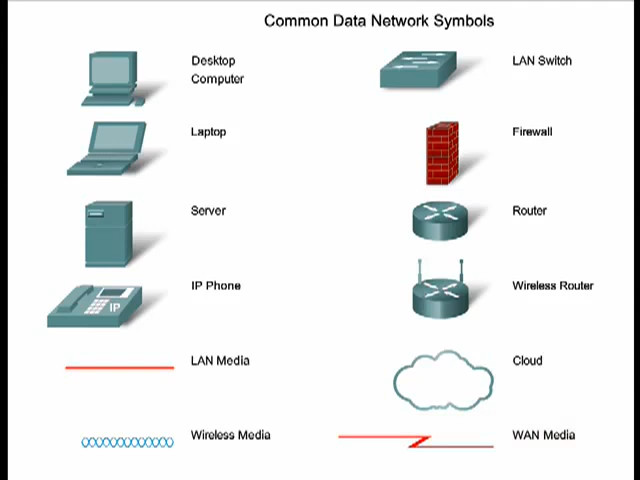 Common Data Network Symbols
Desktop
Computer
LAN Switch
Laptop
Firewall
Server
Router
IP Phone
IP
Wireless Router
LAN Media
Cloud
Wireless Media
WAN Media